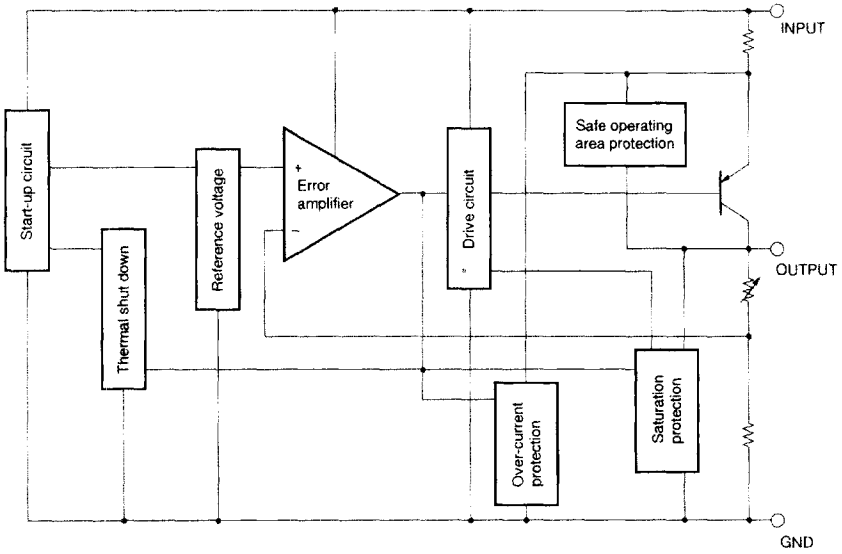 INPUT
Safe operating
area protection
Start-up circuit
Reference voltage
+
Error
amplifier
−
Drive circuit
OUTPUT
Thermal shut down
Over-current
protection
Saturation
protection
GND